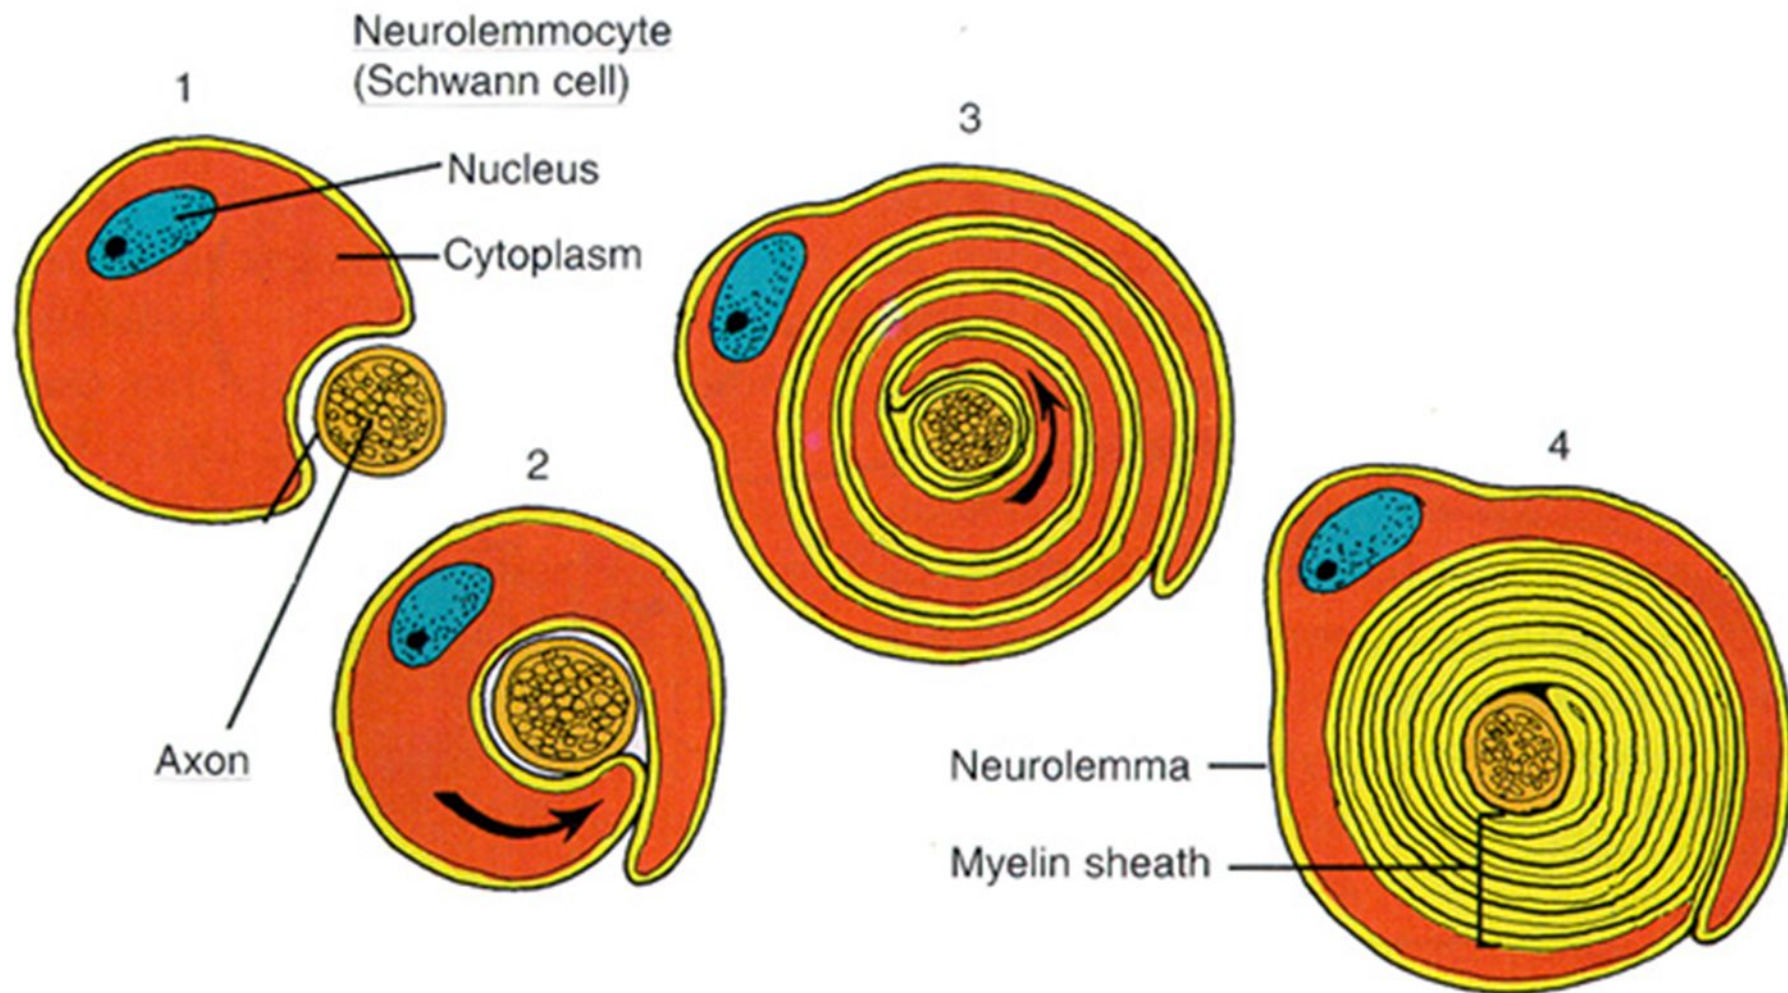 1
Neurolemmocyte
(Schwann cell)
Nucleus
Cytoplasm
Axon
2
3
4
Neurolemma
Myelin sheath